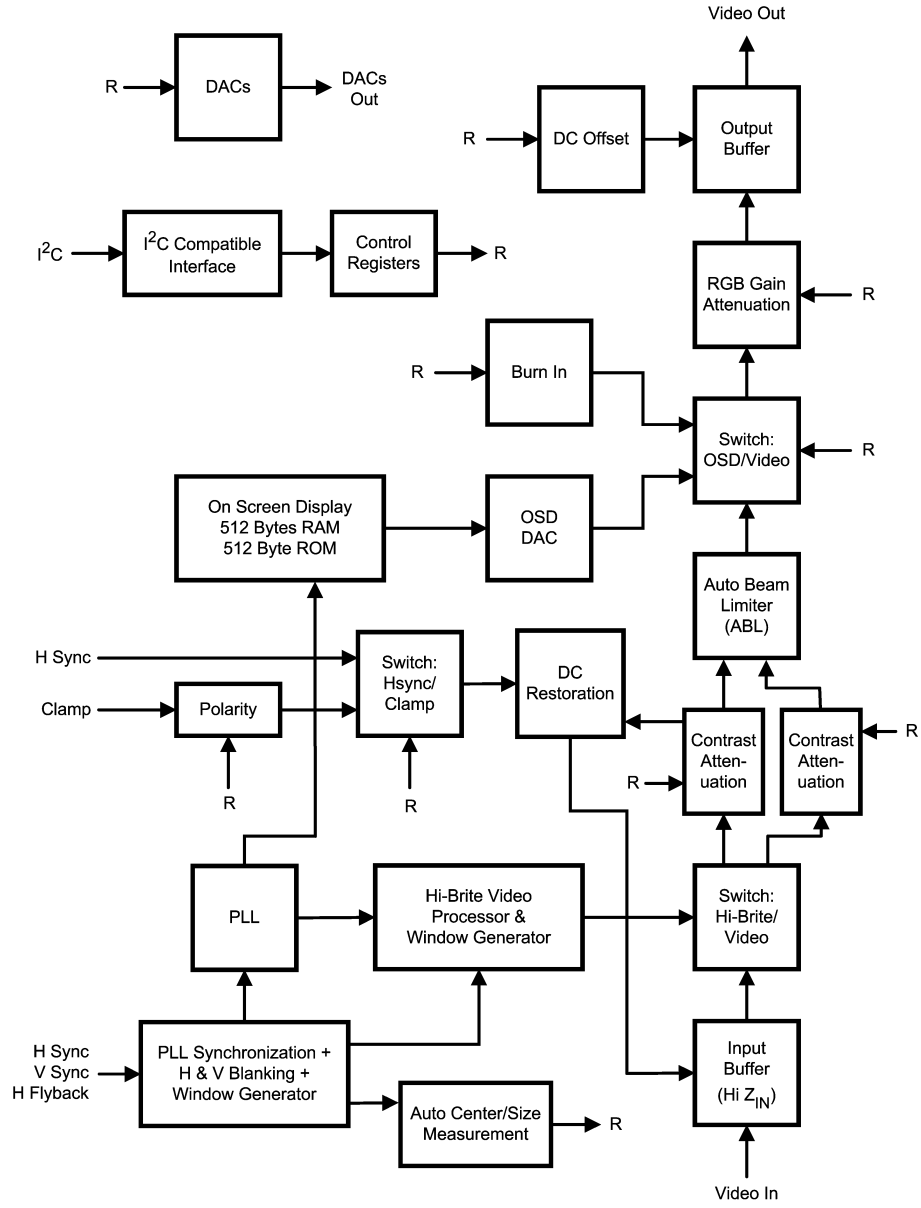 Video Out
R
DACs
DACs
Out
R
DC Offset
Output
Buffer
I²C
I²C Compatible
Interface
Control
Registers
R
RGB Gain
Attenuation
R
R
Burn In
Switch:
OSD/Video
R
On Screen Display
512 Bytes RAM
512 Byte ROM
OSD
DAC
Auto Beam
Limiter
(ABL)
H Sync
Switch:
Hsync/
Clamp
DC
Restoration
Clamp
Polarity
R
R
Contrast
Atten-
uation
R
Contrast
Atten-
uation
R
PLL
Hi-Brite Video
Processor &
Window Generator
Switch:
Hi-Brite/
Video
H Sync
V Sync
H Flyback
PLL Synchronization +
H & V Blanking +
Window Generator
Input
Buffer
(Hi Z_IN)
Auto Center/Size
Measurement
R
Video In